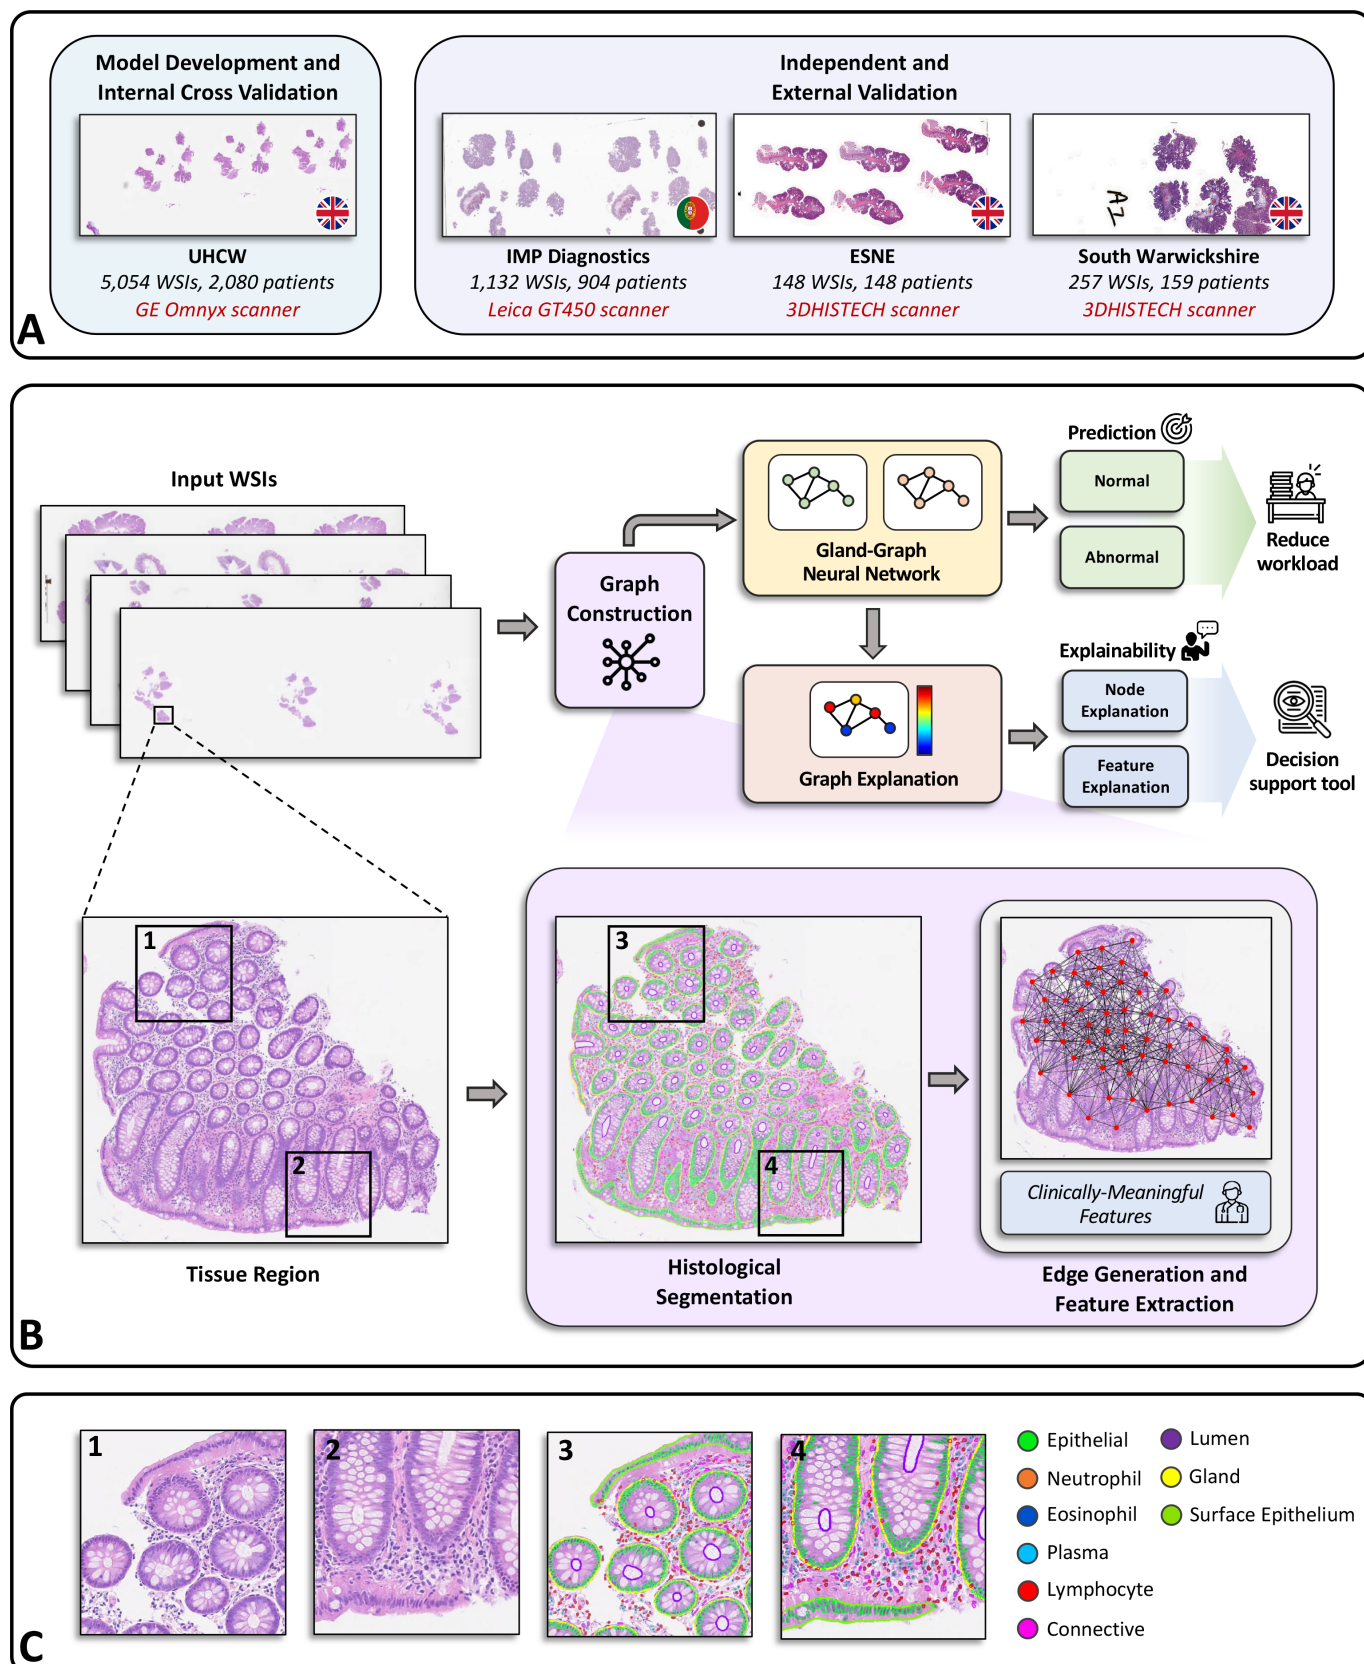 Model Development and
Internal Cross Validation
UHCW
5,054 WSIs, 2,080 patients
GE Omnyx scanner
Independent and
External Validation
A2
IMP Diagnostics
1,132 WSIs, 904 patients
Leica GT450 scanner
ESNE
148 WSIs, 148 patients
3DHISTECH scanner
South Warwickshire
257 WSIs, 159 patients
3DHISTECH scanner
A
Input WSIs
Graph
Construction
Gland-Graph
Neural Network
Prediction
Normal
Abnormal
Reduce
workload
Graph Explanation
Explainability
Node
Explanation
Feature
Explanation
Decision
support tool
1
2
Tissue Region
3
4
Histological
Segmentation
Clinically-Meaningful
Features
Edge Generation and
Feature Extraction
B
1
2
3
4
Epithelial
Neutrophil
Eosinophil
Plasma
Lymphocyte
Connective
Lumen
Gland
Surface Epithelium
C